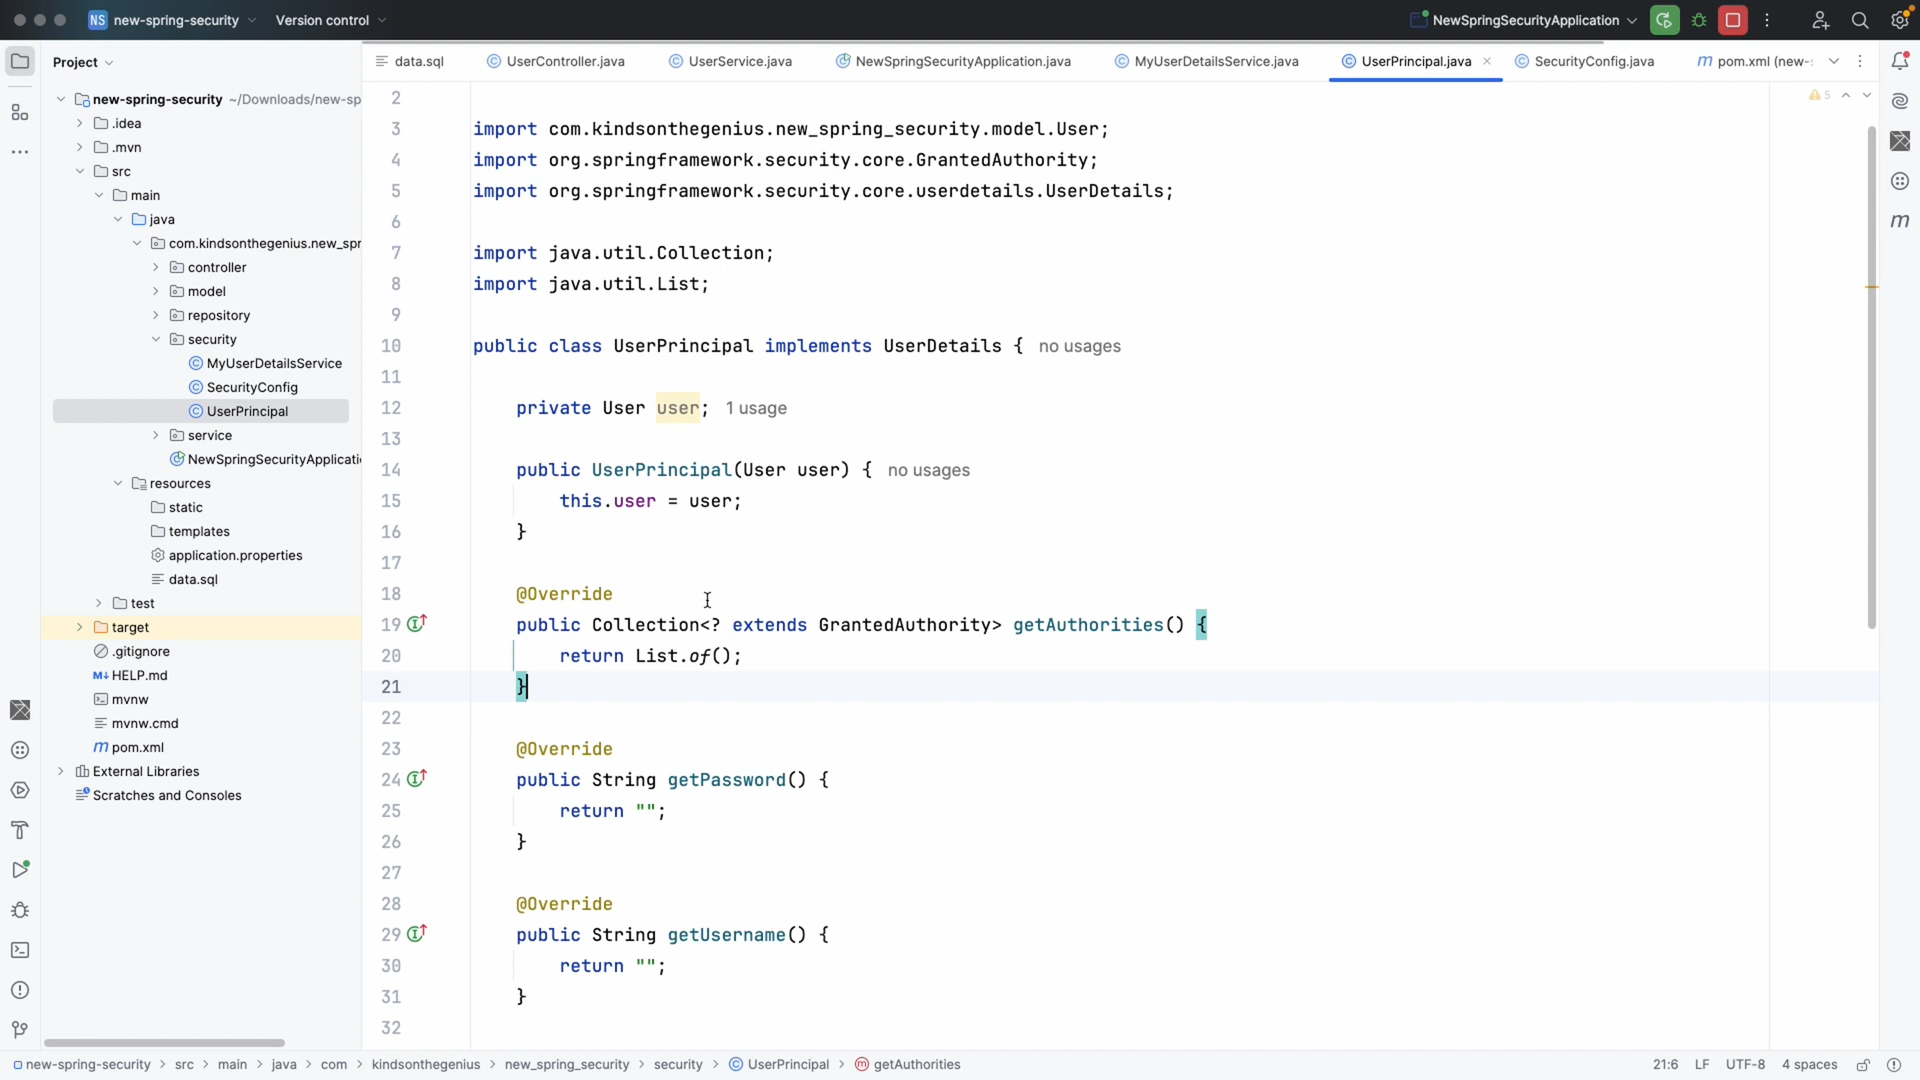 NS new-spring-security Version control NewSpringSecurityApplication
Project
data.sql UserController.java UserService.java NewSpringSecurityApplication.java MyUserDetailsService.java UserPrincipal.java SecurityConfig.java m pom.xml (new-s
new-spring-security ~/Downloads/new-sp
.idea
.mvn
src
main
java
com.kindsonthegenius.new_spr
controller
model
repository
security
MyUserDetailsService
SecurityConfig
UserPrincipal
service
NewSpringSecurityApplicati
resources
static
templates
application.properties
data.sql
test
target
.gitignore
M↓ HELP.md
mvnw
mvnw.cmd
m pom.xml
External Libraries
Scratches and Consoles
5
2
3 import com.kindsonthegenius.new_spring_security.model.User;
4 import org.springframework.security.core.GrantedAuthority;
5 import org.springframework.security.core.userdetails.UserDetails;
6
7 import java.util.Collection;
8 import java.util.List;
9
10 public class UserPrincipal implements UserDetails { no usages
11
12 private User user; 1 usage
13
14 public UserPrincipal(User user) { no usages
15 this.user = user;
16 }
17
18 @Override
19 public Collection<? extends GrantedAuthority> getAuthorities() {
20 return List.of();
21 }
22
23 @Override
24 public String getPassword() {
25 return "";
26 }
27
28 @Override
29 public String getUsername() {
30 return "";
31 }
32
m
new-spring-security > src > main > java > com > kindsonthegenius > new_spring_security > security > UserPrincipal > m getAuthorities
21:6 LF UTF-8 4 spaces